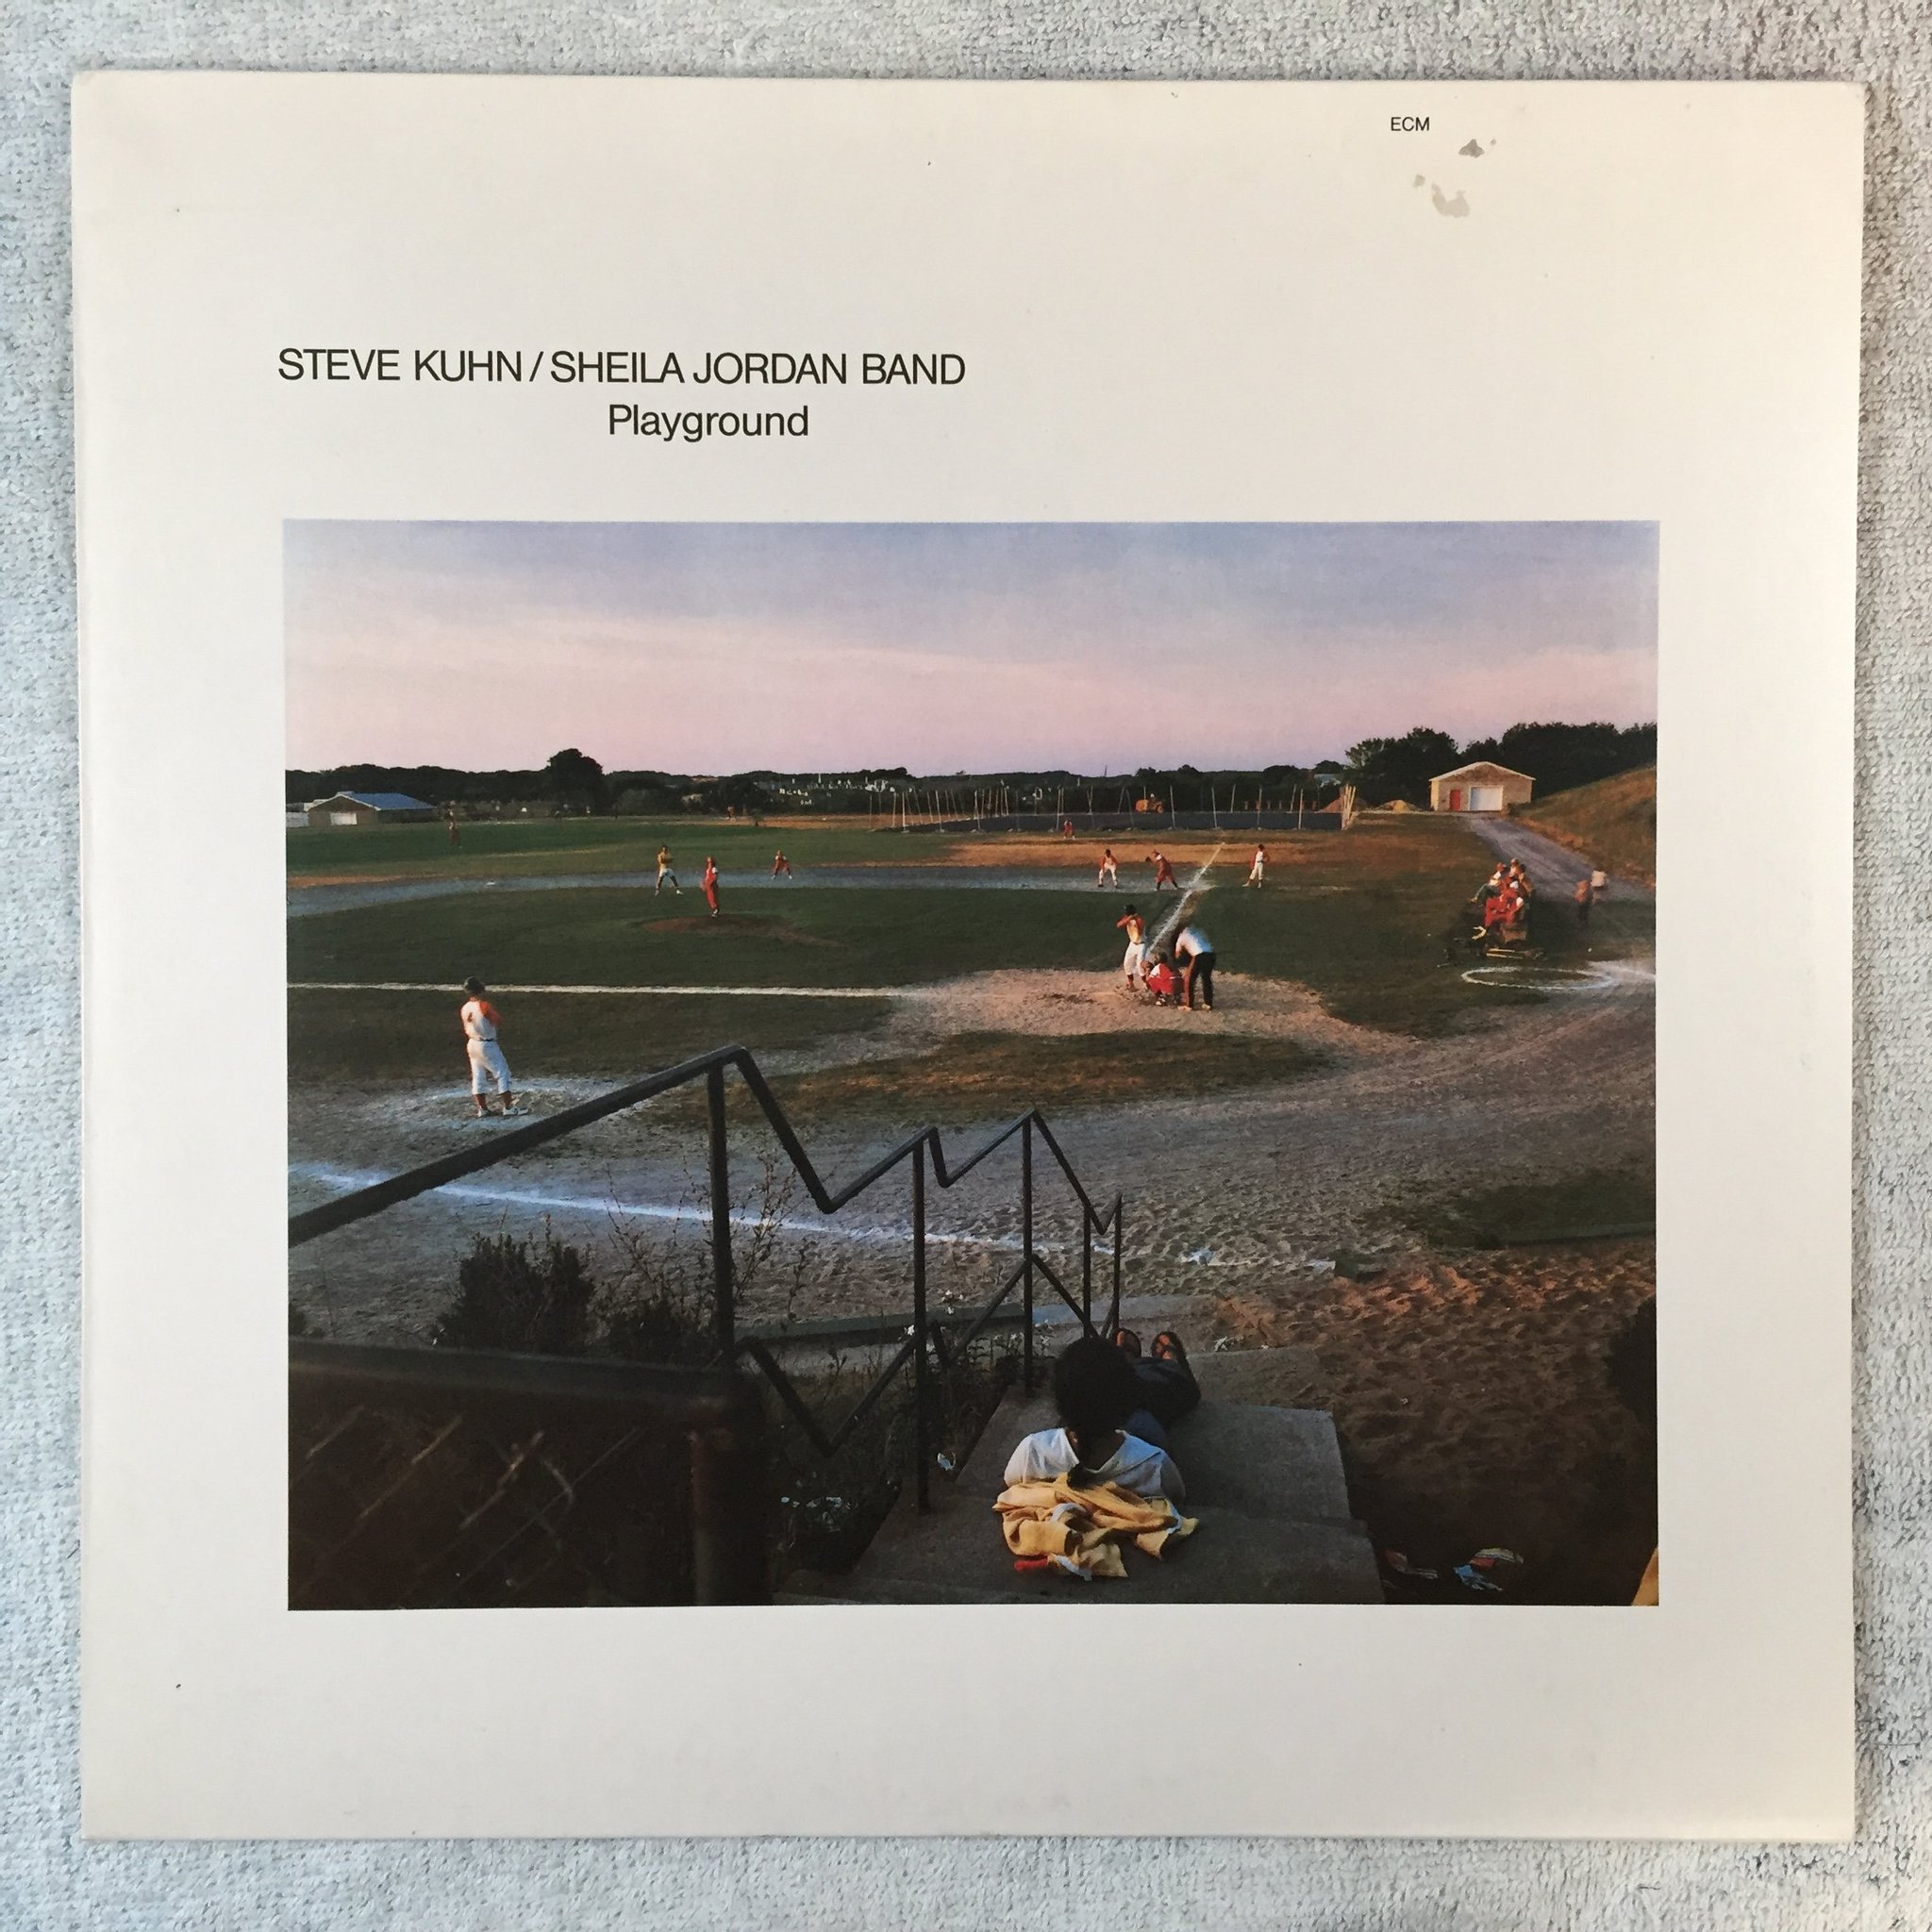 ECM
STEVE KUHN / SHEILA JORDAN BAND
Playground